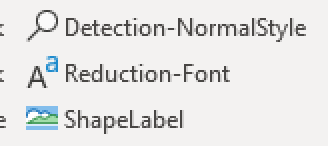 Detection-NormalStyle
Reduction-Font
ShapeLabel